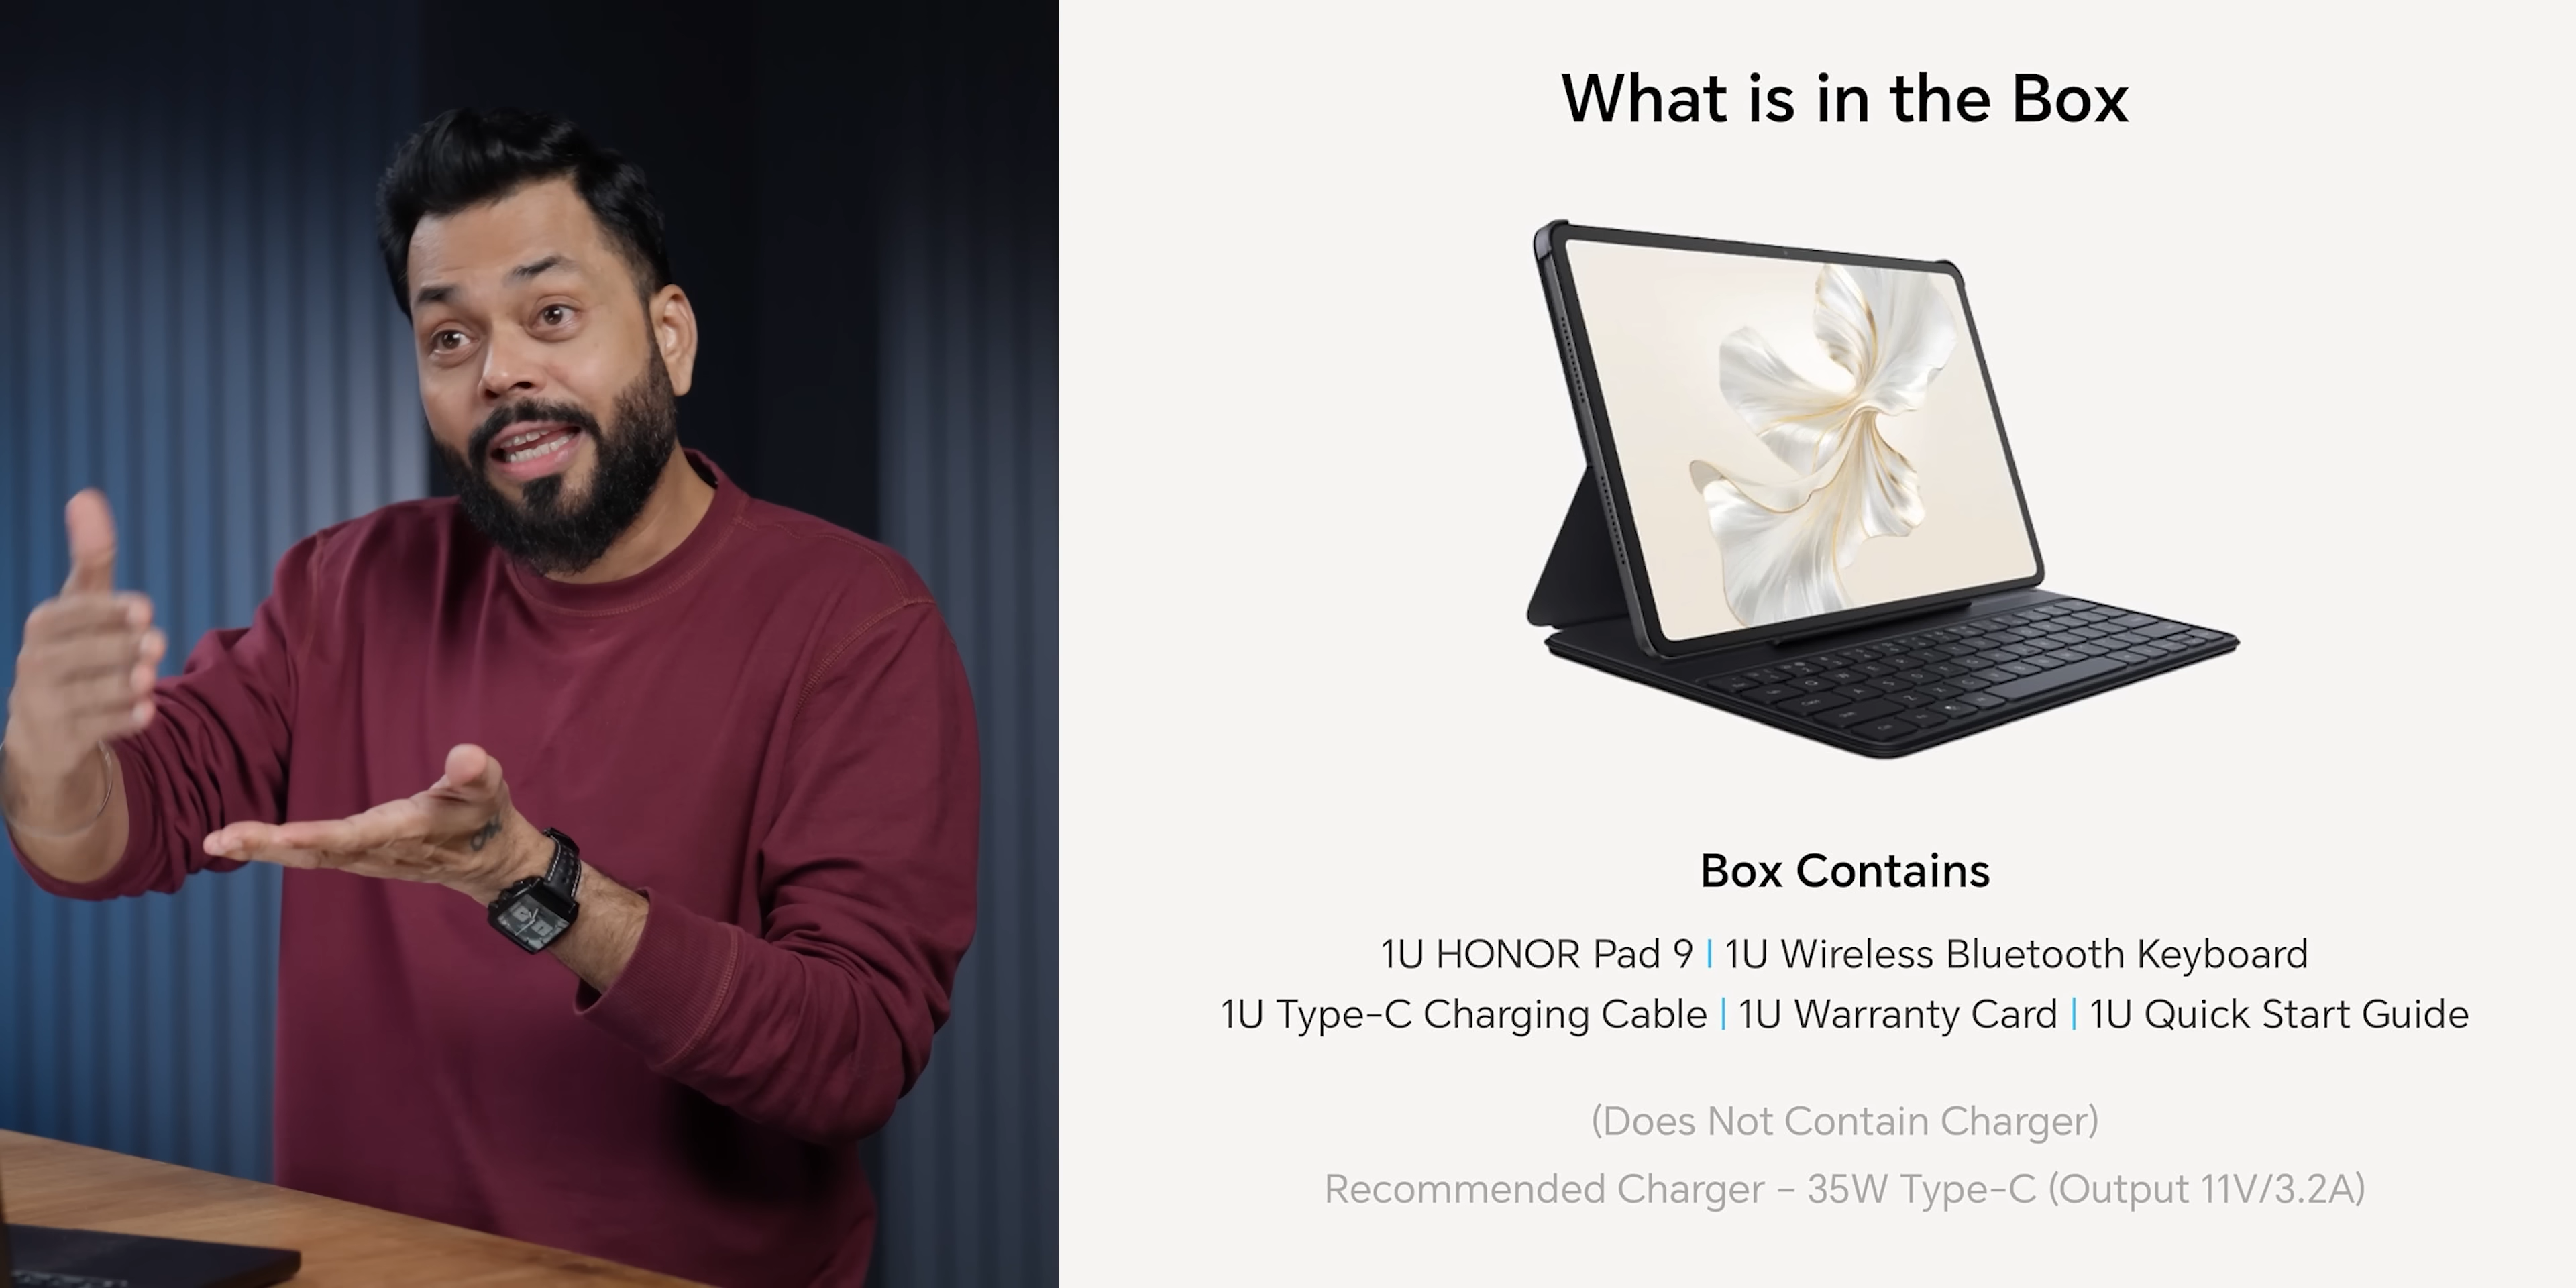 What is in the Box
Box Contains
1U HONOR Pad 9 | 1U Wireless Bluetooth Keyboard
1U Type-C Charging Cable | 1U Warranty Card | 1U Quick Start Guide
(Does Not Contain Charger)
Recommended Charger - 35W Type-C (Output 11V/3.2A)